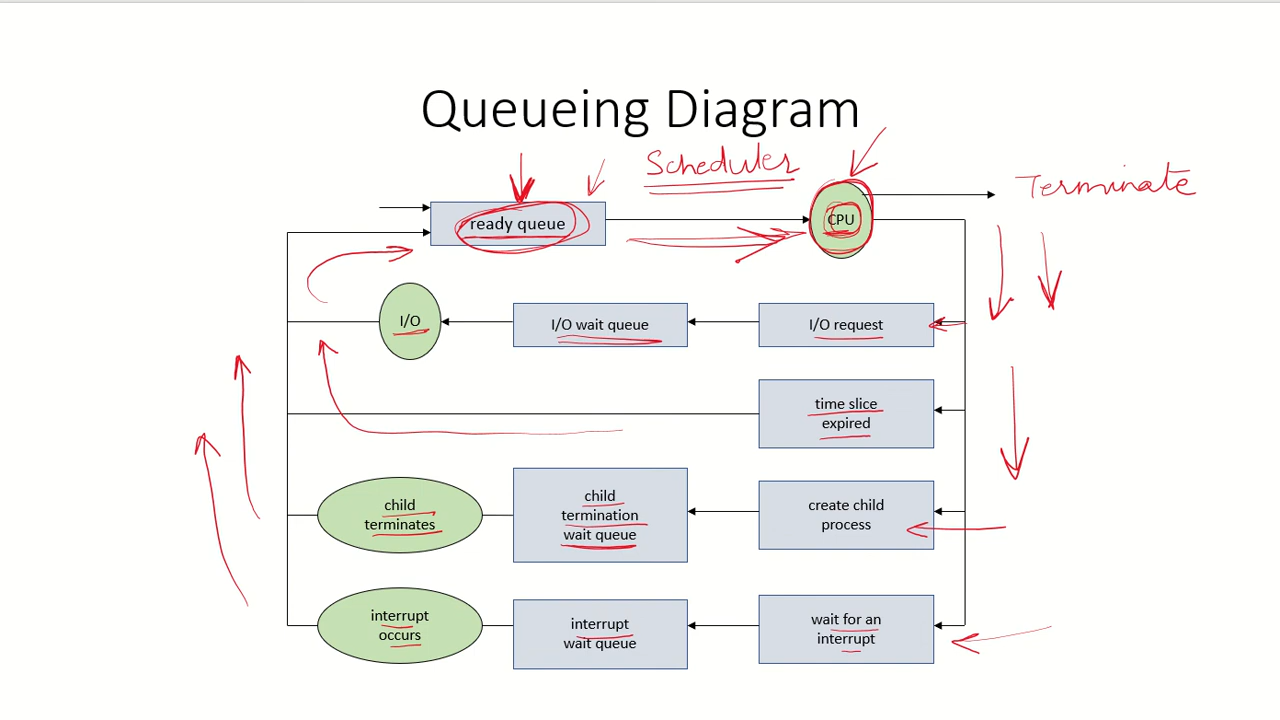 Queueing Diagram
Scheduler
Terminate
ready queue
CPU
I/O
I/O wait queue
I/O request
time slice
expired
child
terminates
child
termination
wait queue
create child
process
interrupt
occurs
interrupt
wait queue
wait for an
interrupt